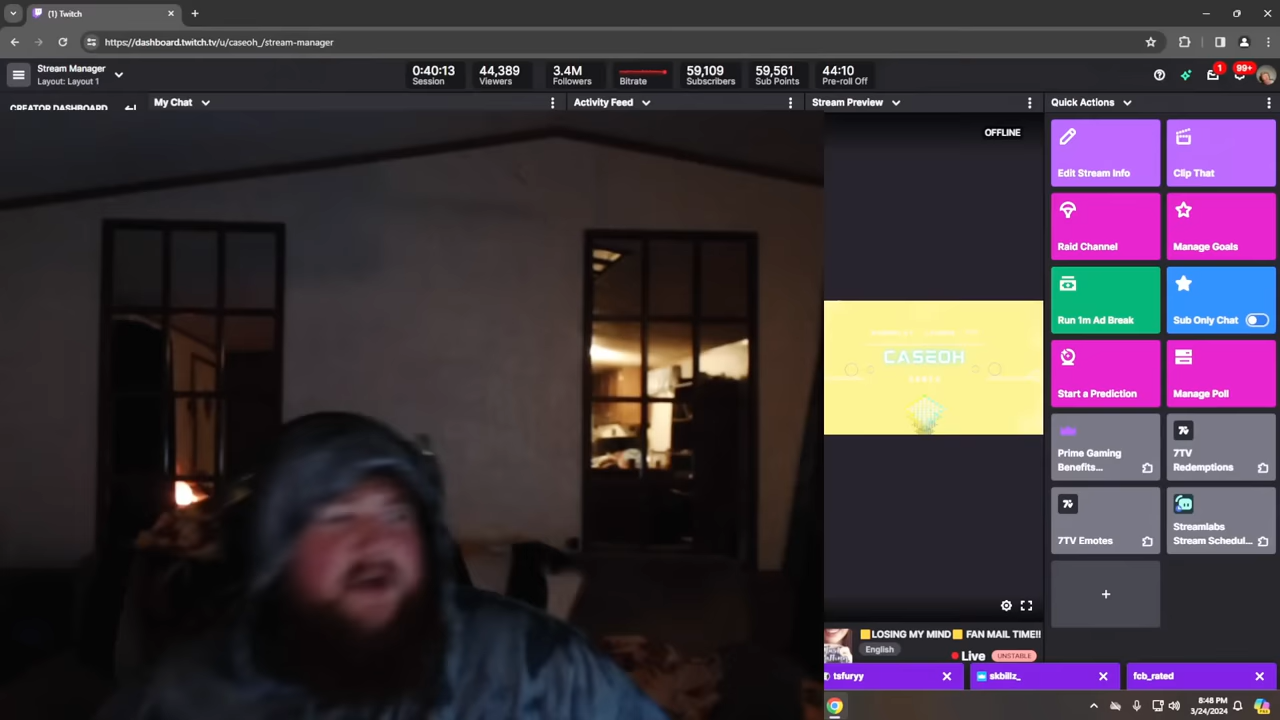 (1) Twitch
https://dashboard.twitch.tv/u/caseoh_/stream-manager
Stream Manager
Layout: Layout 1
0:40:13
Session
44,389
Viewers
3.4M
Followers
Bitrate
59,109
Subscribers
59,561
Sub Points
44:10
Pre-roll Off
1
99+
CREATOR DASHBOARD
My Chat
Activity Feed
Stream Preview
Quick Actions
OFFLINE
CASEOH
Edit Stream Info
Clip That
Raid Channel
Manage Goals
Run 1m Ad Break
Sub Only Chat
Start a Prediction
Manage Poll
Prime Gaming
Benefits...
7TV
Redemptions
7TV Emotes
Streamlabs
Stream Schedul...
+
LOSING MY MIND FAN MAIL TIME!!
English
Live
UNSTABLE
tsfuryy
skbillz_
fcb_rated
8:48 PM
3/24/2024